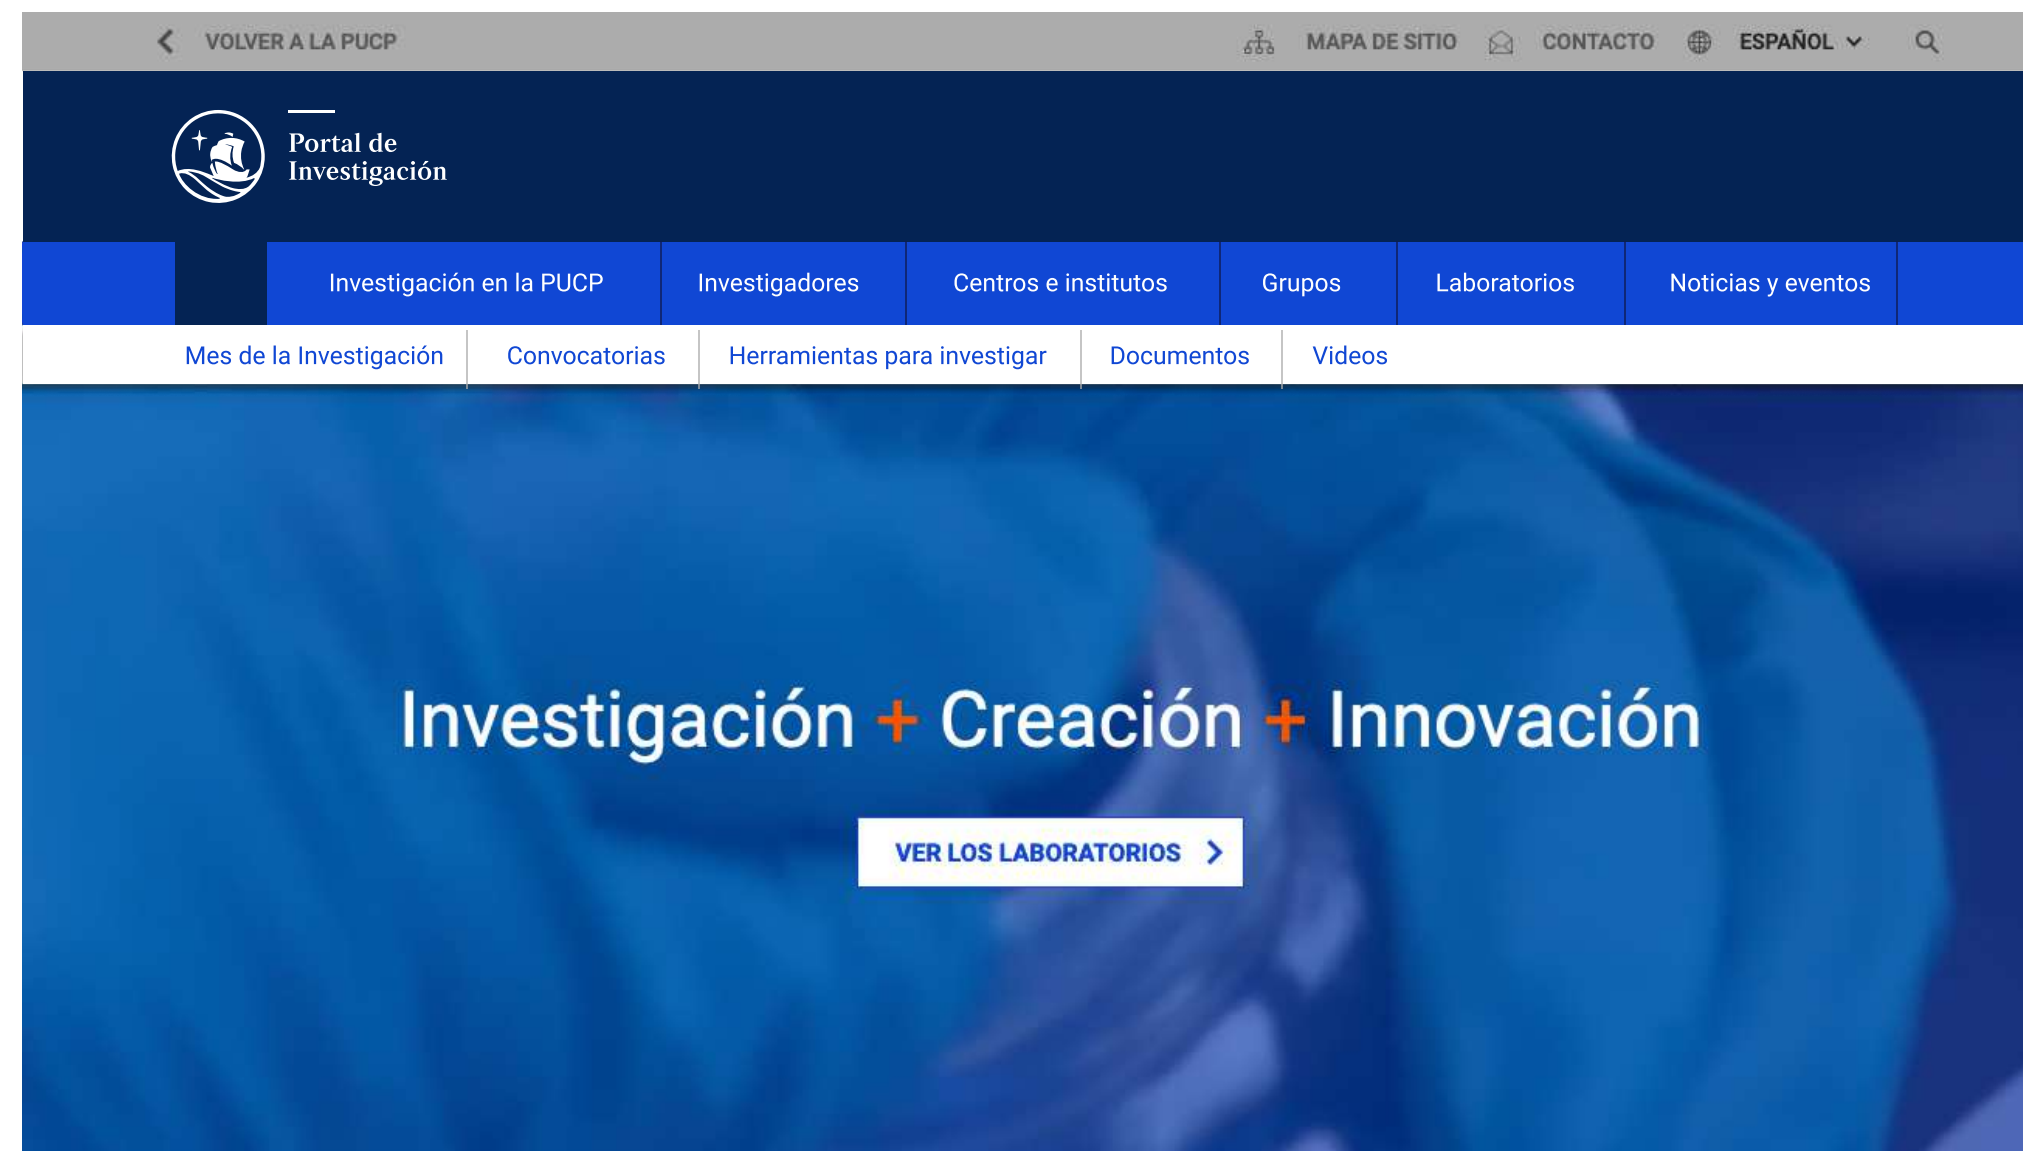 VOLVER A LA PUCP MAPA DE SITIO CONTACTO ESPAÑOL
Portal de
Investigación
Investigación en la PUCP Investigadores Centros e institutos Grupos Laboratorios Noticias y eventos
Mes de la Investigación Convocatorias Herramientas para investigar Documentos Videos
Investigación + Creación + Innovación
VER LOS LABORATORIOS